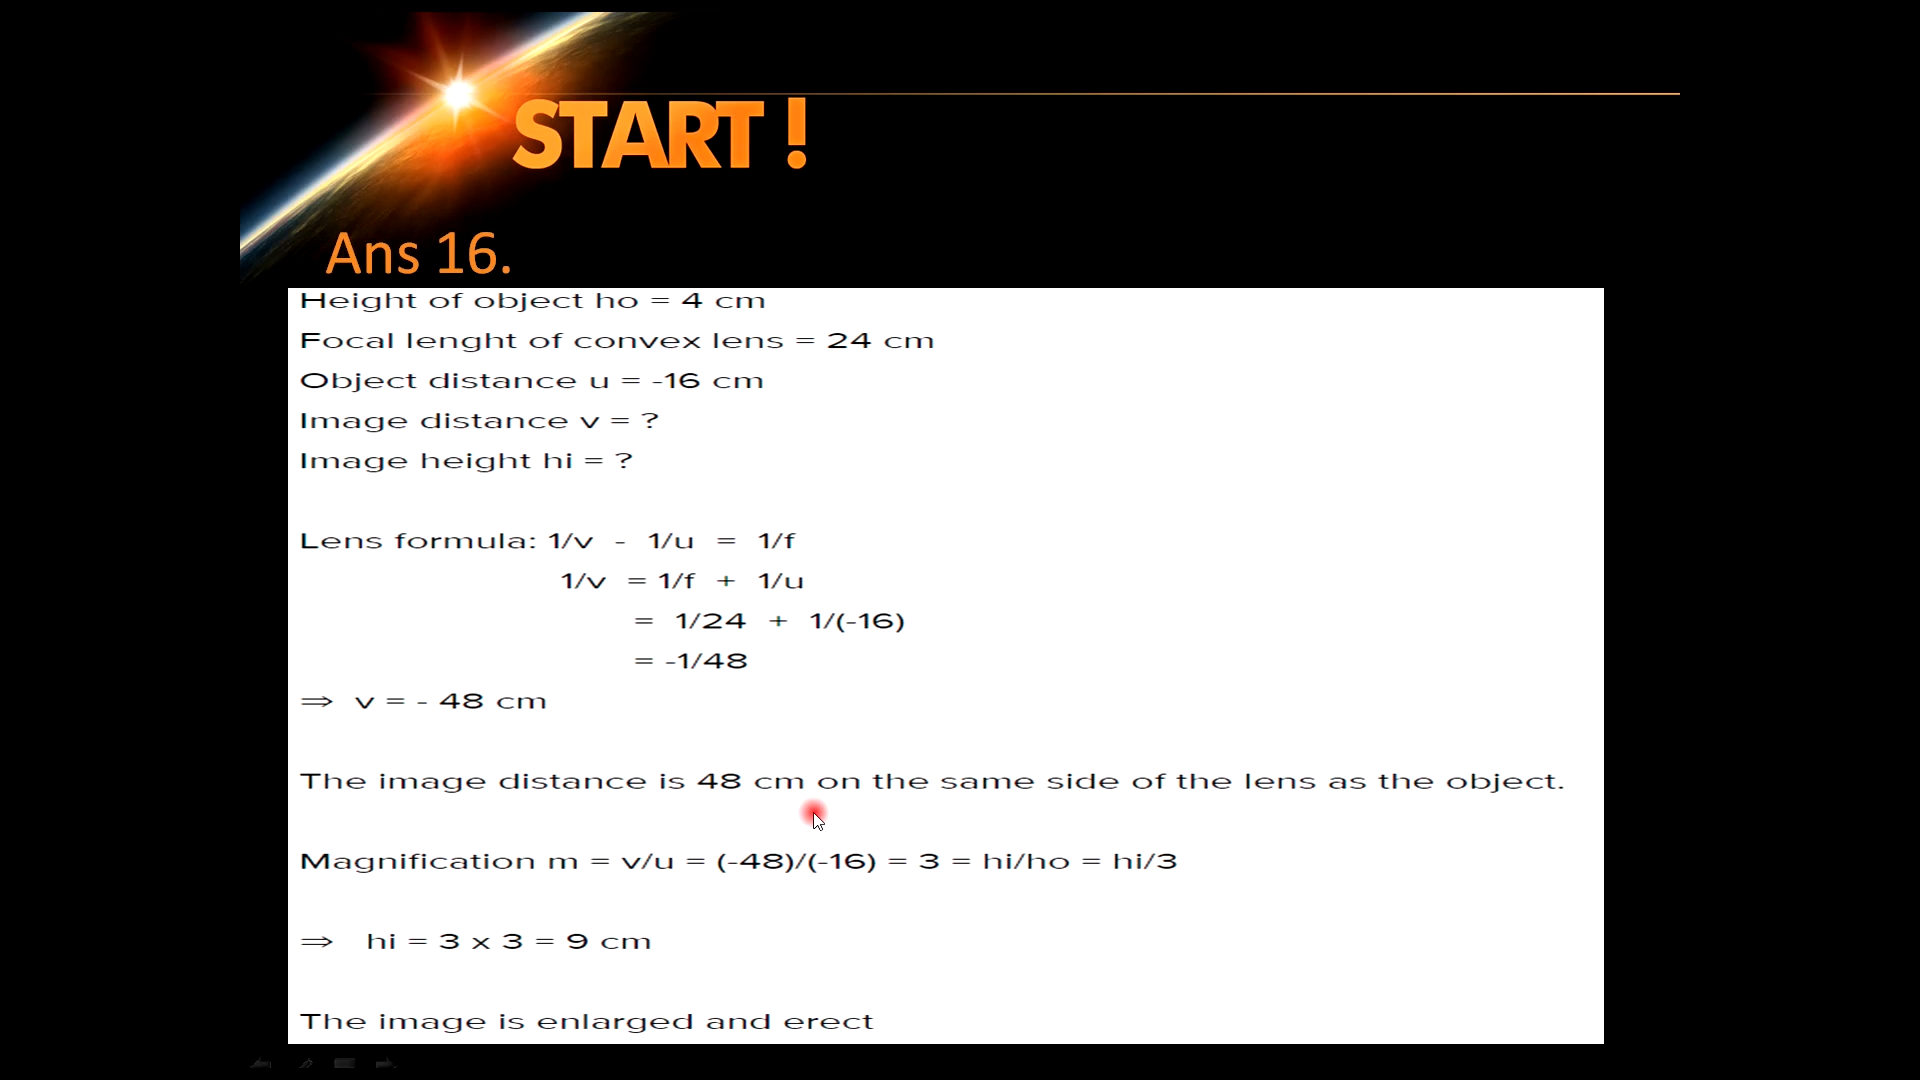 START !
Ans 16.
Height of object ho = 4 cm
Focal lenght of convex lens = 24 cm
Object distance u = -16 cm
Image distance v = ?
Image height hi = ?
Lens formula: 1/v - 1/u = 1/f
1/v = 1/f + 1/u
= 1/24 + 1/(-16)
= -1/48
⇒ v = - 48 cm
The image distance is 48 cm on the same side of the lens as the object.
Magnification m = v/u = (-48)/(-16) = 3 = hi/ho = hi/3
⇒ hi = 3 x 3 = 9 cm
The image is enlarged and erect